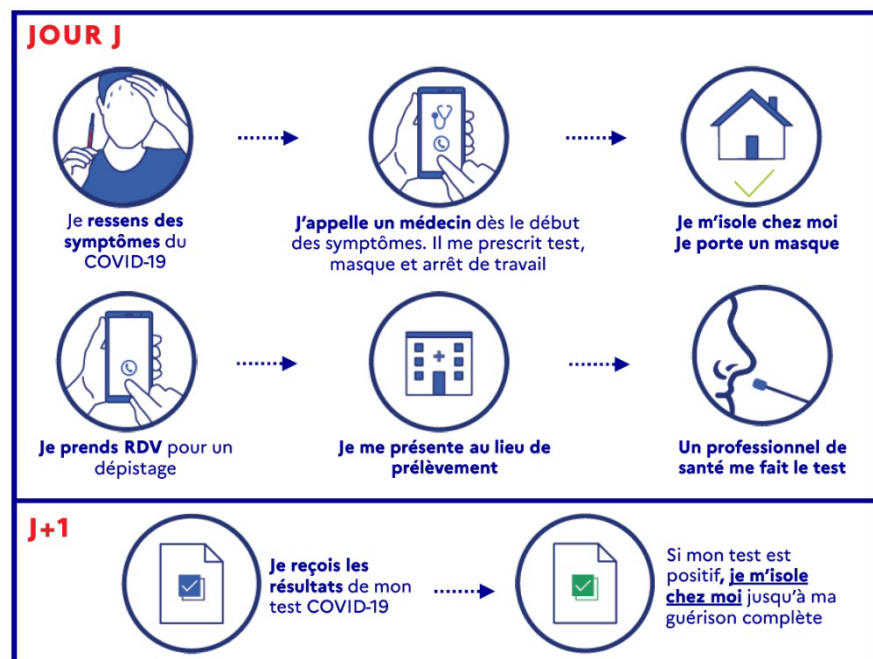 JOUR J
Je ressens des
symptômes du
COVID-19
J'appelle un médecin dès le début
des symptômes. Il me prescrit test,
masque et arrêt de travail
Je m'isole chez moi
Je porte un masque
Je prends RDV pour un
dépistage
Je me présente au lieu de
prélèvement
Un professionnel de
santé me fait le test
J+1
Je reçois les
résultats de mon
test COVID-19
Si mon test est
positif, je m'isole
chez moi jusqu'à ma
guérison complète